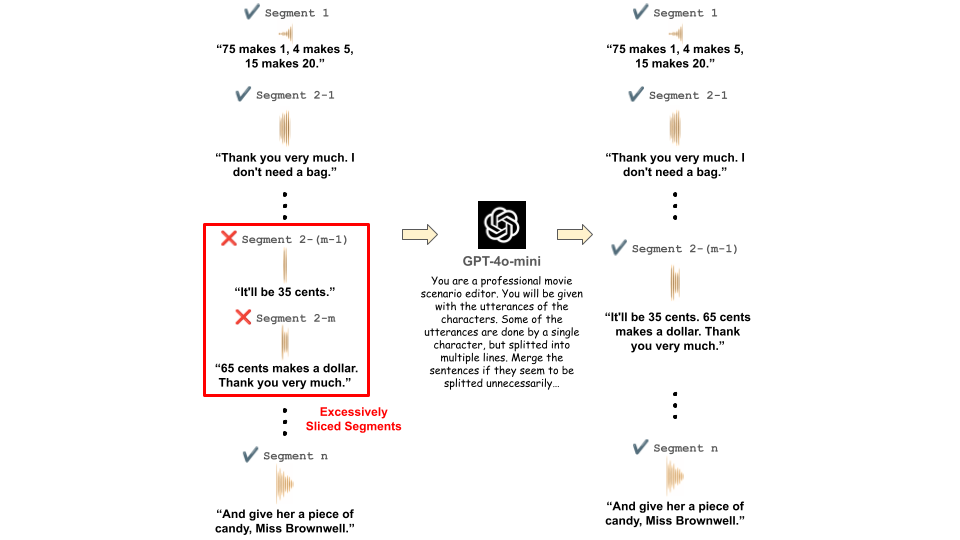 ✔ Segment 1
“75 makes 1, 4 makes 5,
15 makes 20.”
✔ Segment 2-1
“Thank you very much. I
don't need a bag.”
❌ Segment 2-(m-1)
“It'll be 35 cents.”
❌ Segment 2-m
“65 cents makes a dollar.
Thank you very much.”
Excessively
Sliced Segments
✔ Segment n
“And give her a piece of
candy, Miss Brownwell.”
GPT-4o-mini
You are a professional movie
scenario editor. You will be given
with the utterances of the
characters. Some of the
utterances are done by a single
character, but splitted into
multiple lines. Merge the
sentences if they seem to be
splitted unnecessarily...
✔ Segment 1
“75 makes 1, 4 makes 5,
15 makes 20.”
✔ Segment 2-1
“Thank you very much. I
don't need a bag.”
✔ Segment 2-(m-1)
“It'll be 35 cents. 65 cents
makes a dollar. Thank
you very much.”
✔ Segment n
“And give her a piece of
candy, Miss Brownwell.”